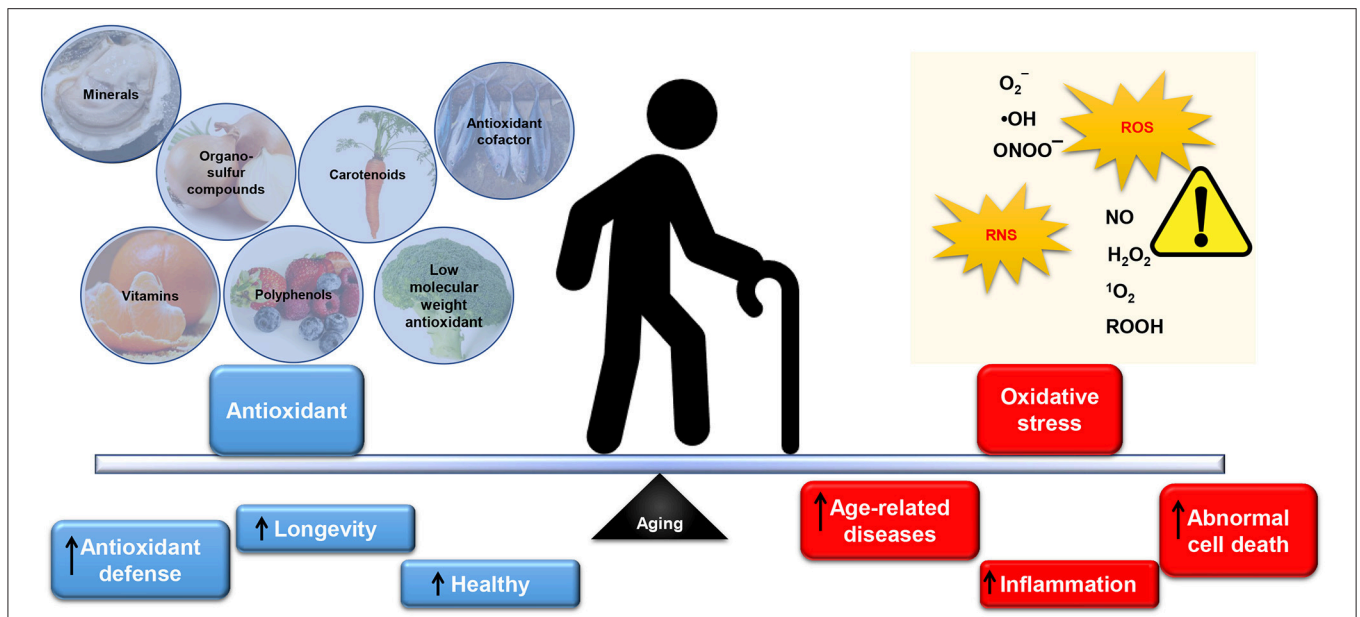 Minerals
Organo-
sulfur
compounds
Carotenoids
Antioxidant
cofactor
Vitamins
Polyphenols
Low
molecular
weight
antioxidant
O₂⁻
•OH
ONOO⁻
ROS
RNS
!
NO
H₂O₂
¹O₂
ROOH
Antioxidant
Oxidative
stress
Aging
↑ Antioxidant
defense
↑ Longevity
↑ Healthy
↑ Age-related
diseases
↑ Inflammation
↑ Abnormal
cell death